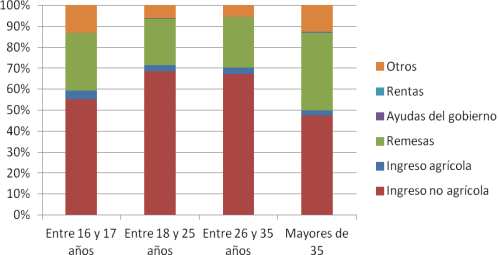 100%
90%
80%
70%
60%
50%
40%
30%
20%
10%
0%
Entre 16 y 17
años
Entre 18 y 25
años
Entre 26 y 35
años
Mayores de
35
Otros
Rentas
Ayudas del gobierno
Remesas
Ingreso agrícola
Ingreso no agrícola